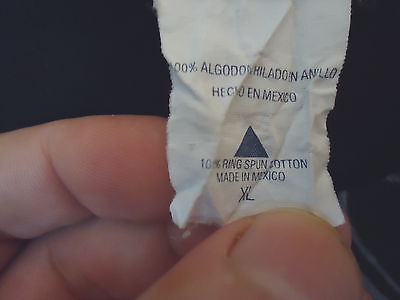 100% ALGODON HILADO EN ANILLO
HECHO EN MEXICO
100% RING SPUN COTTON
MADE IN MEXICO
XL